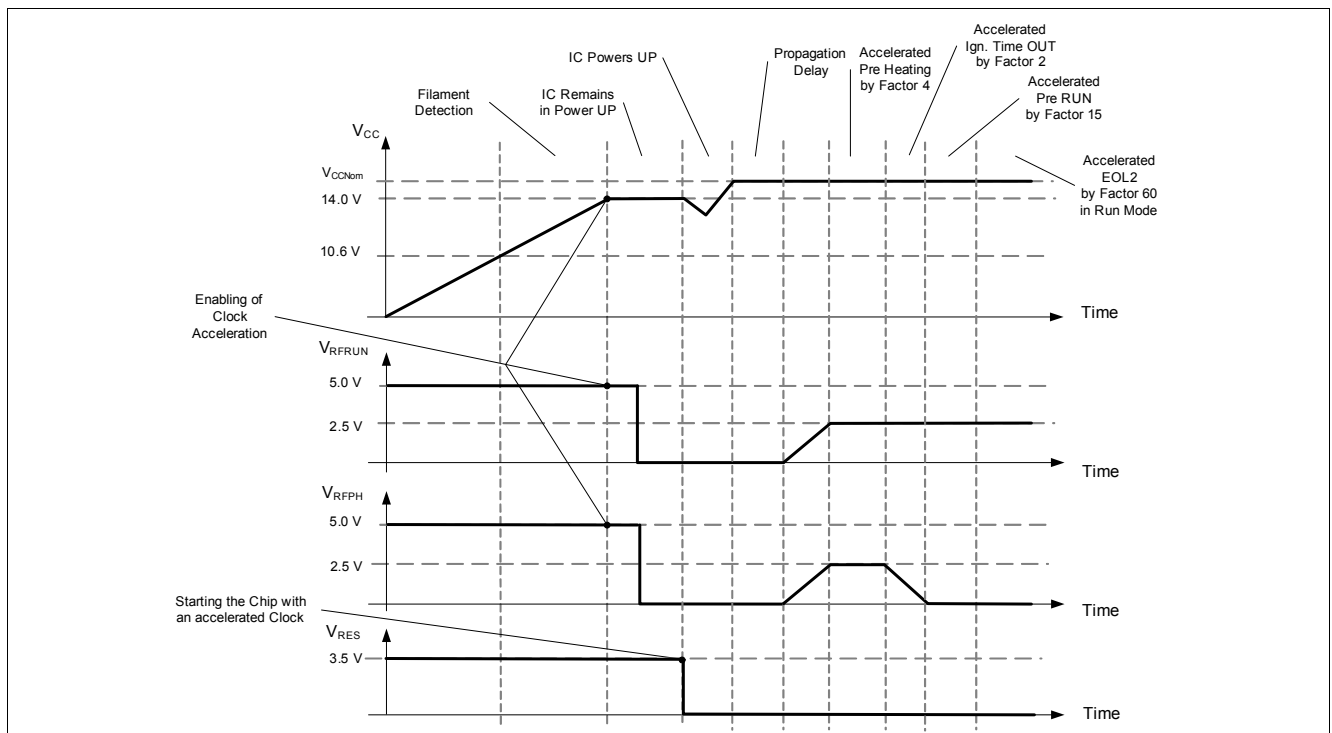 Filament
Detection
IC Remains
in Power UP
IC Powers UP
Propagation
Delay
Accelerated
Pre Heating
by Factor 4
Accelerated
Ign. Time OUT
by Factor 2
Accelerated
Pre RUN
by Factor 15
Accelerated
EOL2
by Factor 60
in Run Mode
VCC
VCCNom
14.0 V
10.6 V
Time
Enabling of
Clock
Acceleration
VRFRUN
5.0 V
2.5 V
Time
VRFPH
5.0 V
2.5 V
Time
Starting the Chip with
an accelerated Clock
VRES
3.5 V
Time